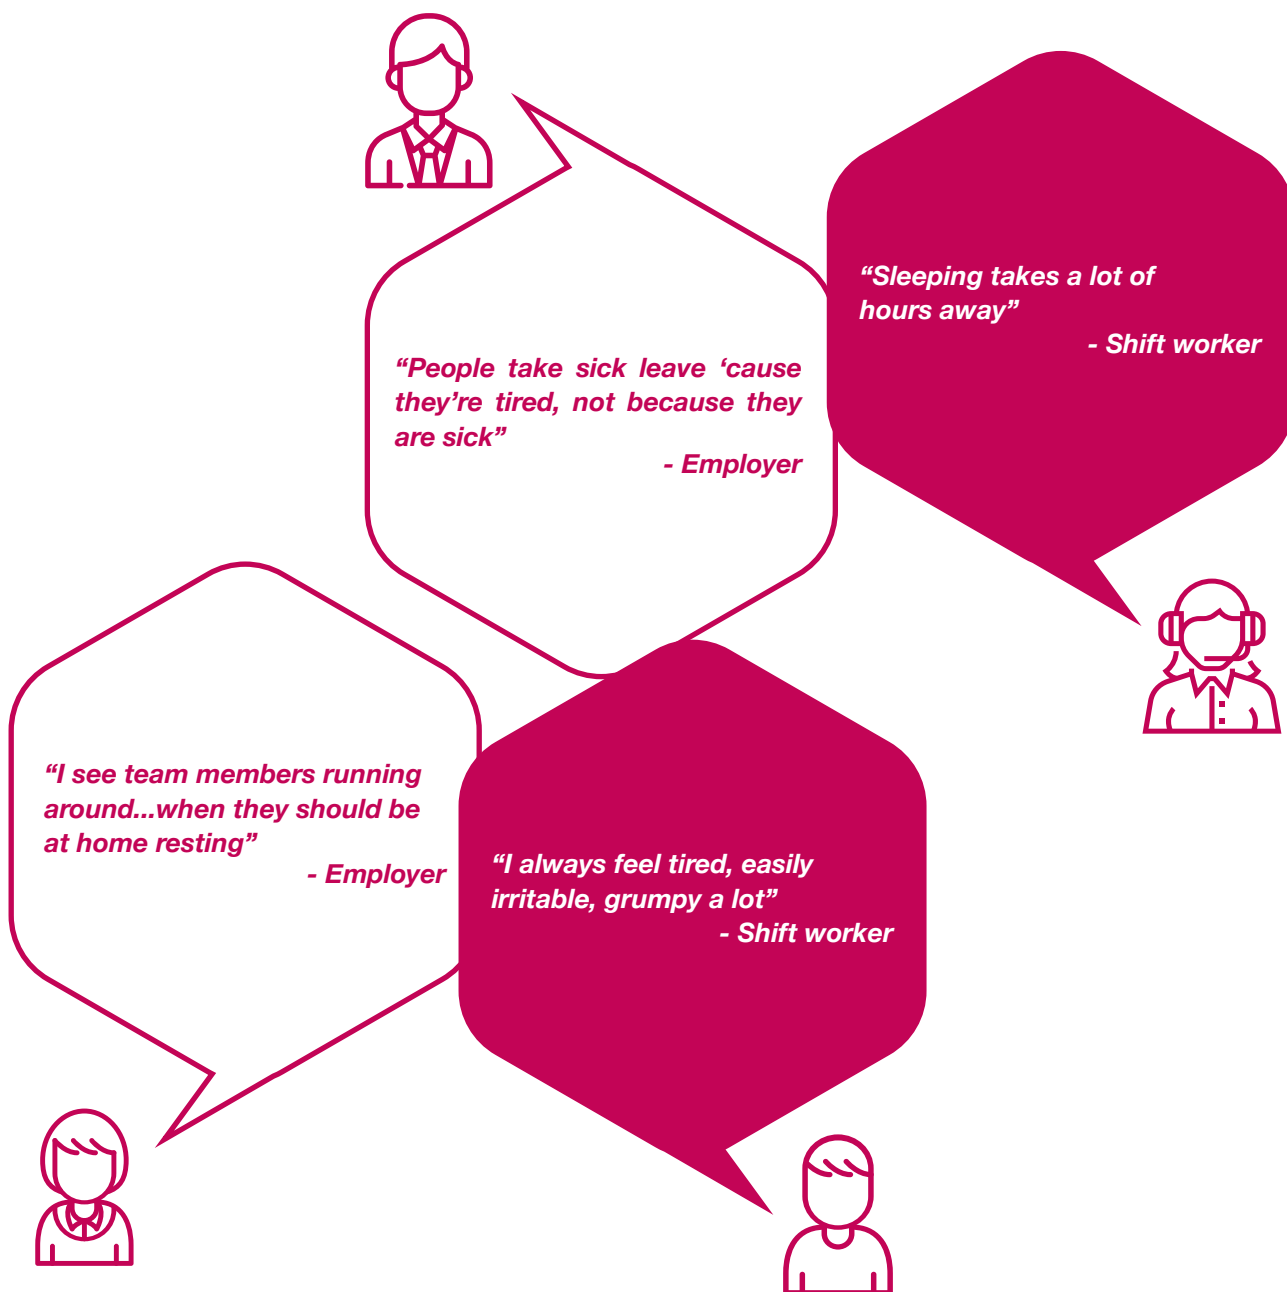 “Sleeping takes a lot of
hours away”
- Shift worker
“People take sick leave ‘cause
they’re tired, not because they
are sick”
- Employer
“I see team members running
around...when they should be
at home resting”
- Employer
“I always feel tired, easily
irritable, grumpy a lot”
- Shift worker